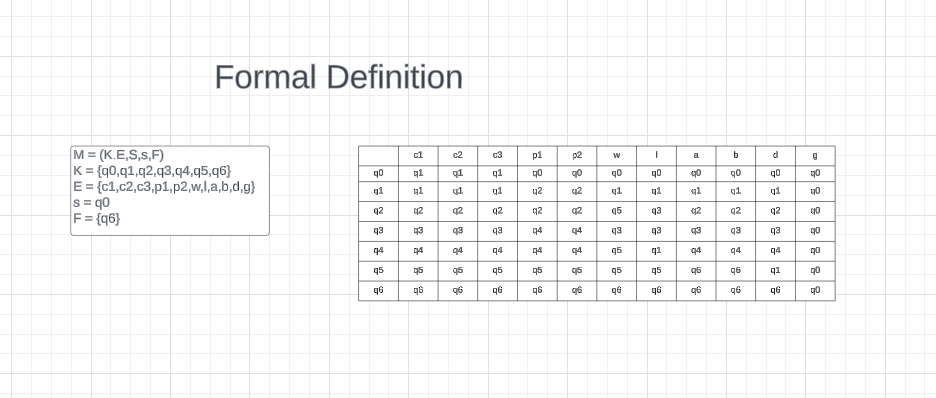 Formal Definition
M = (K.E,S,s,F)
K = {q0,q1,q2,q3,q4,q5,q6}
E = {c1,c2,c3,p1,p2,w,l,a,b,d,g}
s = q0
F = {q6}
c1 c2 c3 p1 p2 w l a b d g
q0 q1 q1 q1 q0 q0 q0 q0 q0 q0 q0 q0
q1 q1 q1 q1 q2 q2 q1 q1 q1 q1 q1 q0
q2 q2 q2 q2 q2 q2 q5 q3 q2 q2 q2 q0
q3 q3 q3 q3 q4 q4 q3 q3 q3 q3 q3 q0
q4 q4 q4 q4 q4 q4 q5 q1 q4 q4 q4 q0
q5 q5 q5 q5 q5 q5 q5 q5 q6 q6 q1 q0
q6 q6 q6 q6 q6 q6 q6 q6 q6 q6 q6 q0